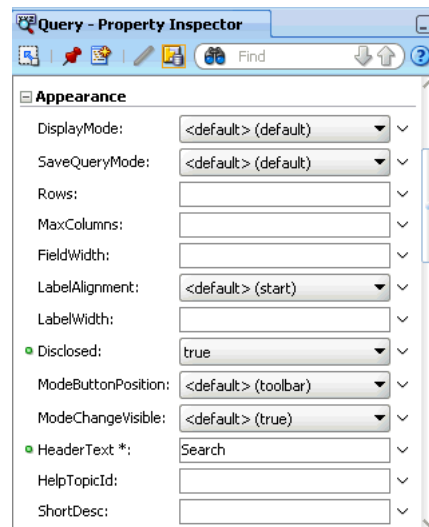 Query - Property Inspector
Find
Appearance
DisplayMode: <default> (default)
SaveQueryMode: <default> (default)
Rows:
MaxColumns:
FieldWidth:
LabelAlignment: <default> (start)
LabelWidth:
Disclosed: true
ModeButtonPosition: <default> (toolbar)
ModeChangeVisible: <default> (true)
HeaderText *: Search
HelpTopicId:
ShortDesc: